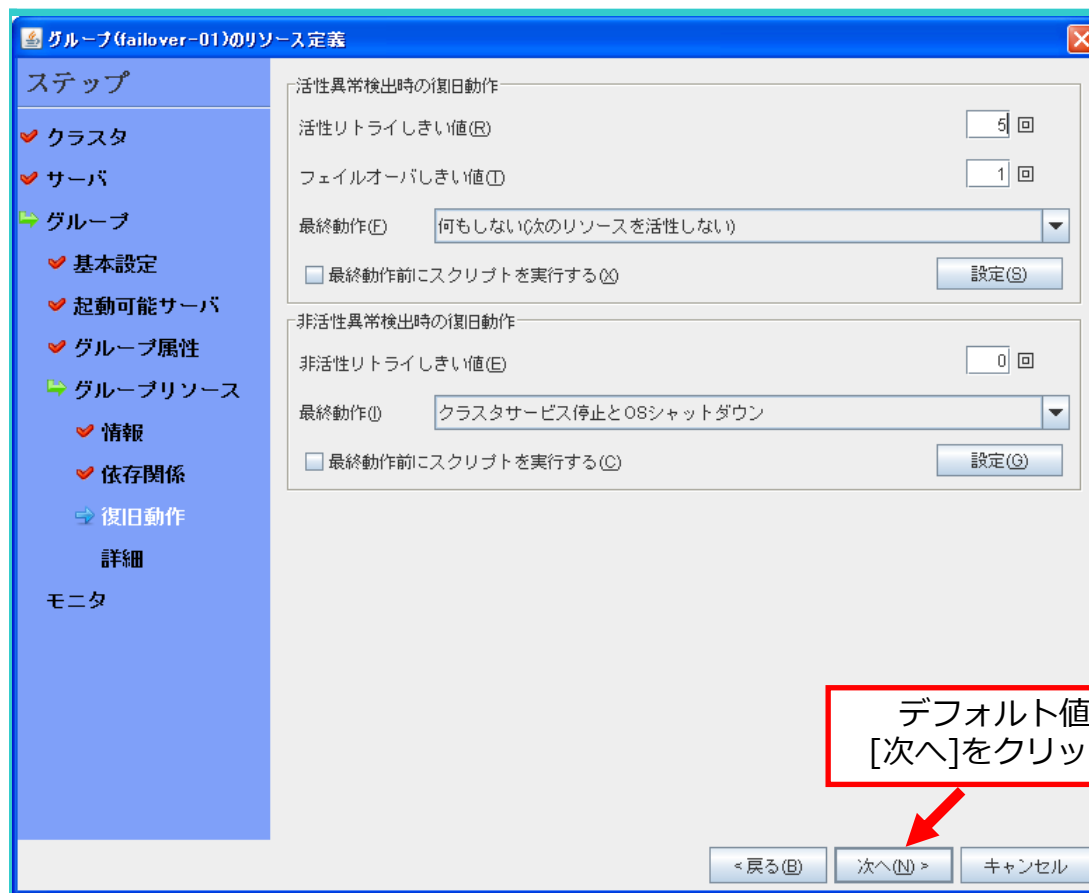 グループ(failover-01)のリソース定義
ステップ
クラスタ
サーバ
グループ
基本設定
起動可能サーバ
グループ属性
グループリソース
情報
依存関係
復旧動作
詳細
モニタ
活性異常検出時の復旧動作
活性リトライしきい値(R) 5 回
フェイルオーバしきい値(T) 1 回
最終動作(F) 何もしない(次のリソースを活性しない)
最終動作前にスクリプトを実行する(X) 設定(S)
非活性異常検出時の復旧動作
非活性リトライしきい値(E) 0 回
最終動作(I) クラスタサービス停止とOSシャットダウン
最終動作前にスクリプトを実行する(C) 設定(G)
デフォルト値
[次へ]をクリッ
<戻る(B) 次へ(N)> キャンセル